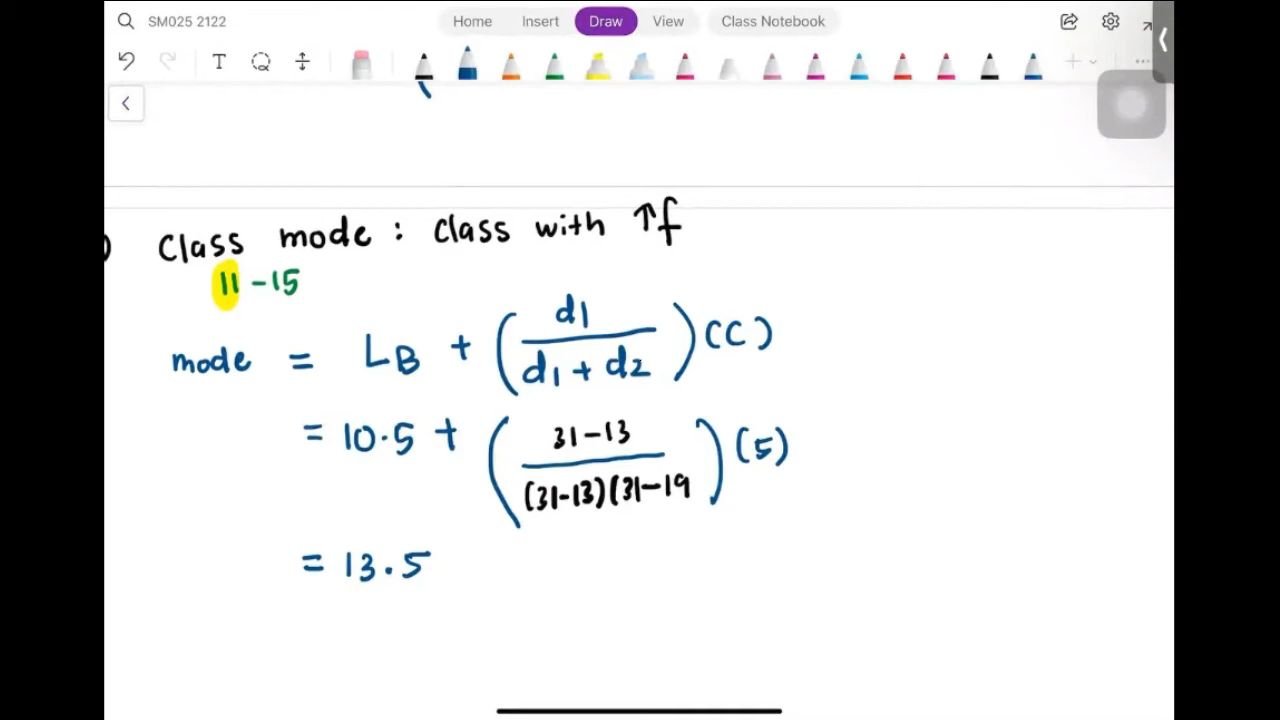 SM025 2122
Home Insert Draw View Class Notebook
T
) Class mode : class with ↑f
11 - 15
mode = LB + (d1 / d1 + d2) (C)
= 10.5 + (31-13 / (31-13)(31-19) (5)
= 13.5